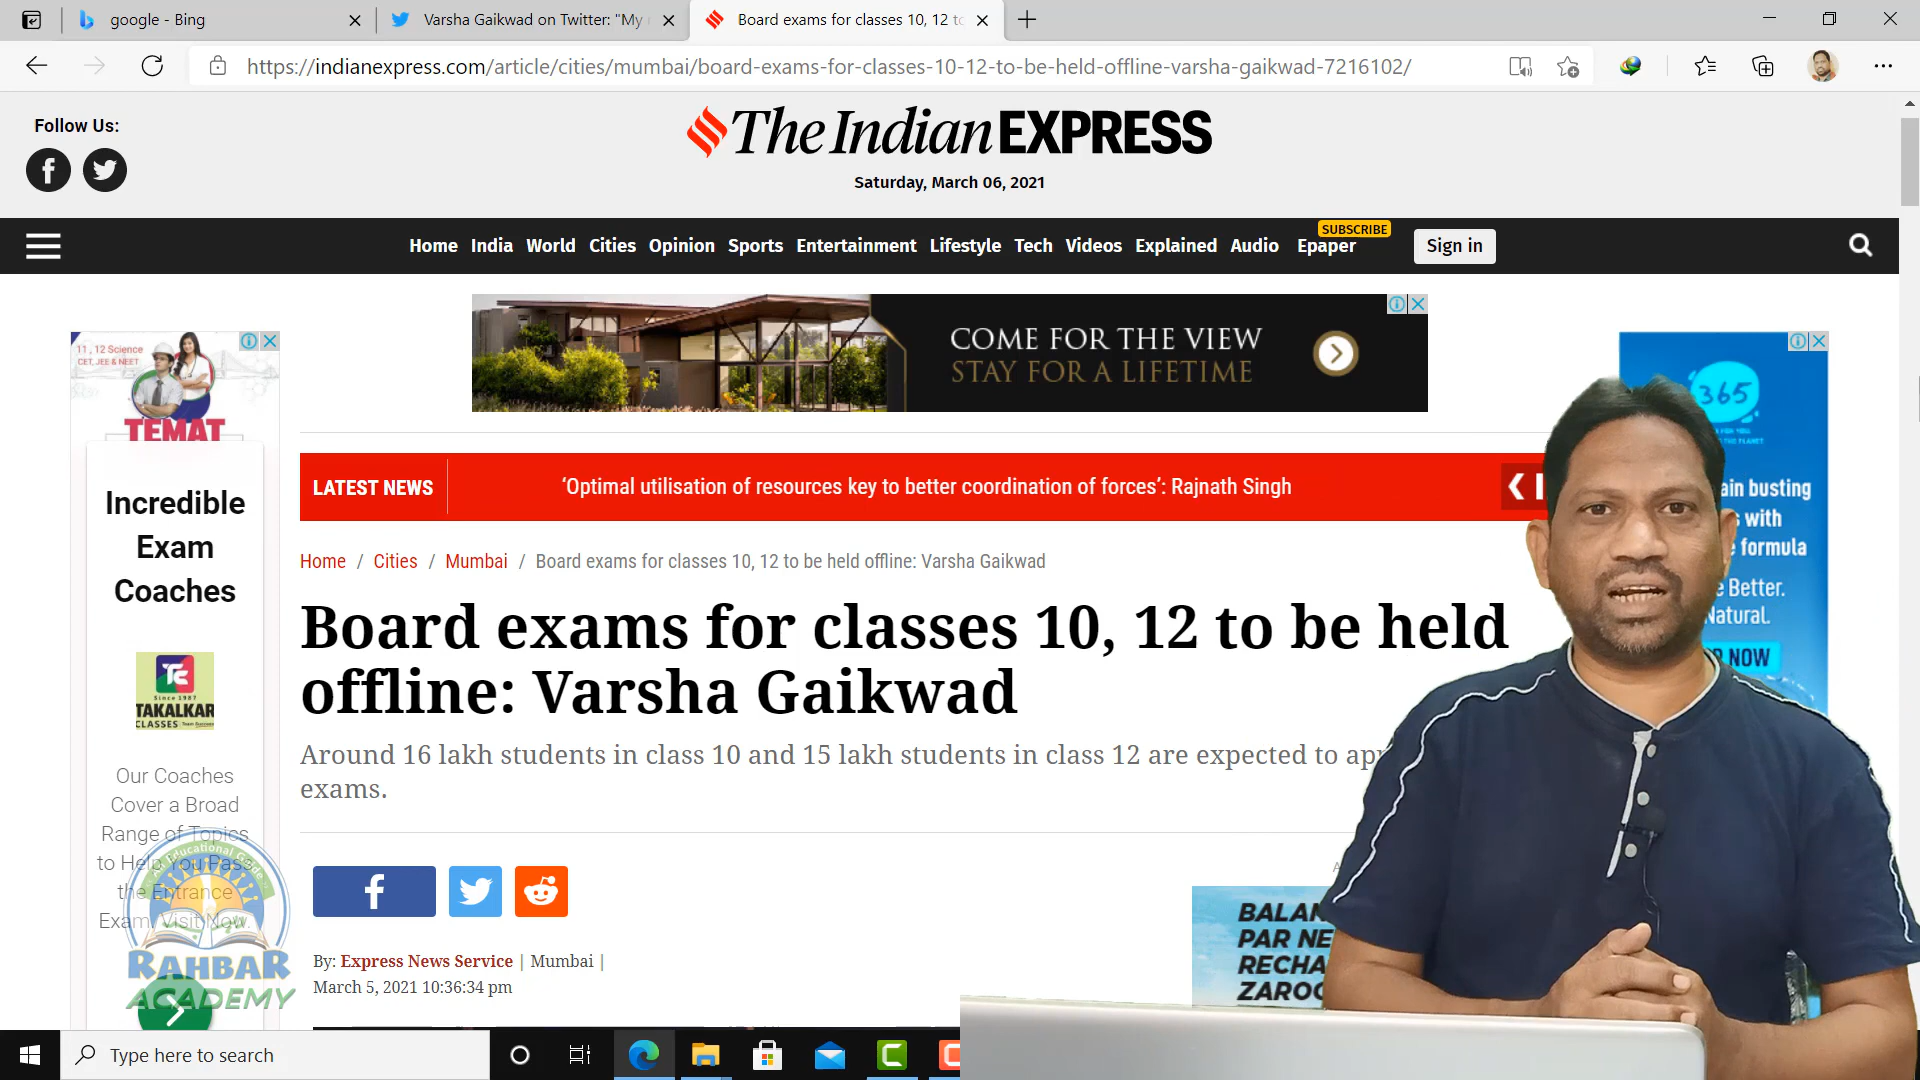 google - Bing
Varsha Gaikwad on Twitter: "My
Board exams for classes 10, 12 to
https://indianexpress.com/article/cities/mumbai/board-exams-for-classes-10-12-to-be-held-offline-varsha-gaikwad-7216102/
Follow Us:
The Indian EXPRESS
Saturday, March 06, 2021
SUBSCRIBE
Home India World Cities Opinion Sports Entertainment Lifestyle Tech Videos Explained Audio Epaper Sign in
COME FOR THE VIEW
STAY FOR A LIFETIME
11, 12 Science
CET, JEE & NEET
TEMAT
Incredible
Exam
Coaches
Since 1987
TAKALKAR
CLASSES
Our Coaches
Cover a Broad
Range of Topics
to Help You Pass
the Entrance
Exam. Visit Now.
An Educational Guide
RAHBAR
ACADEMY
LATEST NEWS
‘Optimal utilisation of resources key to better coordination of forces’: Rajnath Singh
Home / Cities / Mumbai / Board exams for classes 10, 12 to be held offline: Varsha Gaikwad
Board exams for classes 10, 12 to be held
offline: Varsha Gaikwad
Around 16 lakh students in class 10 and 15 lakh students in class 12 are expected to
exams.
By: Express News Service | Mumbai |
March 5, 2021 10:36:34 pm
365
busting
with
formula
Better.
Natural.
NOW
PAR
ZAROO
Type here to search